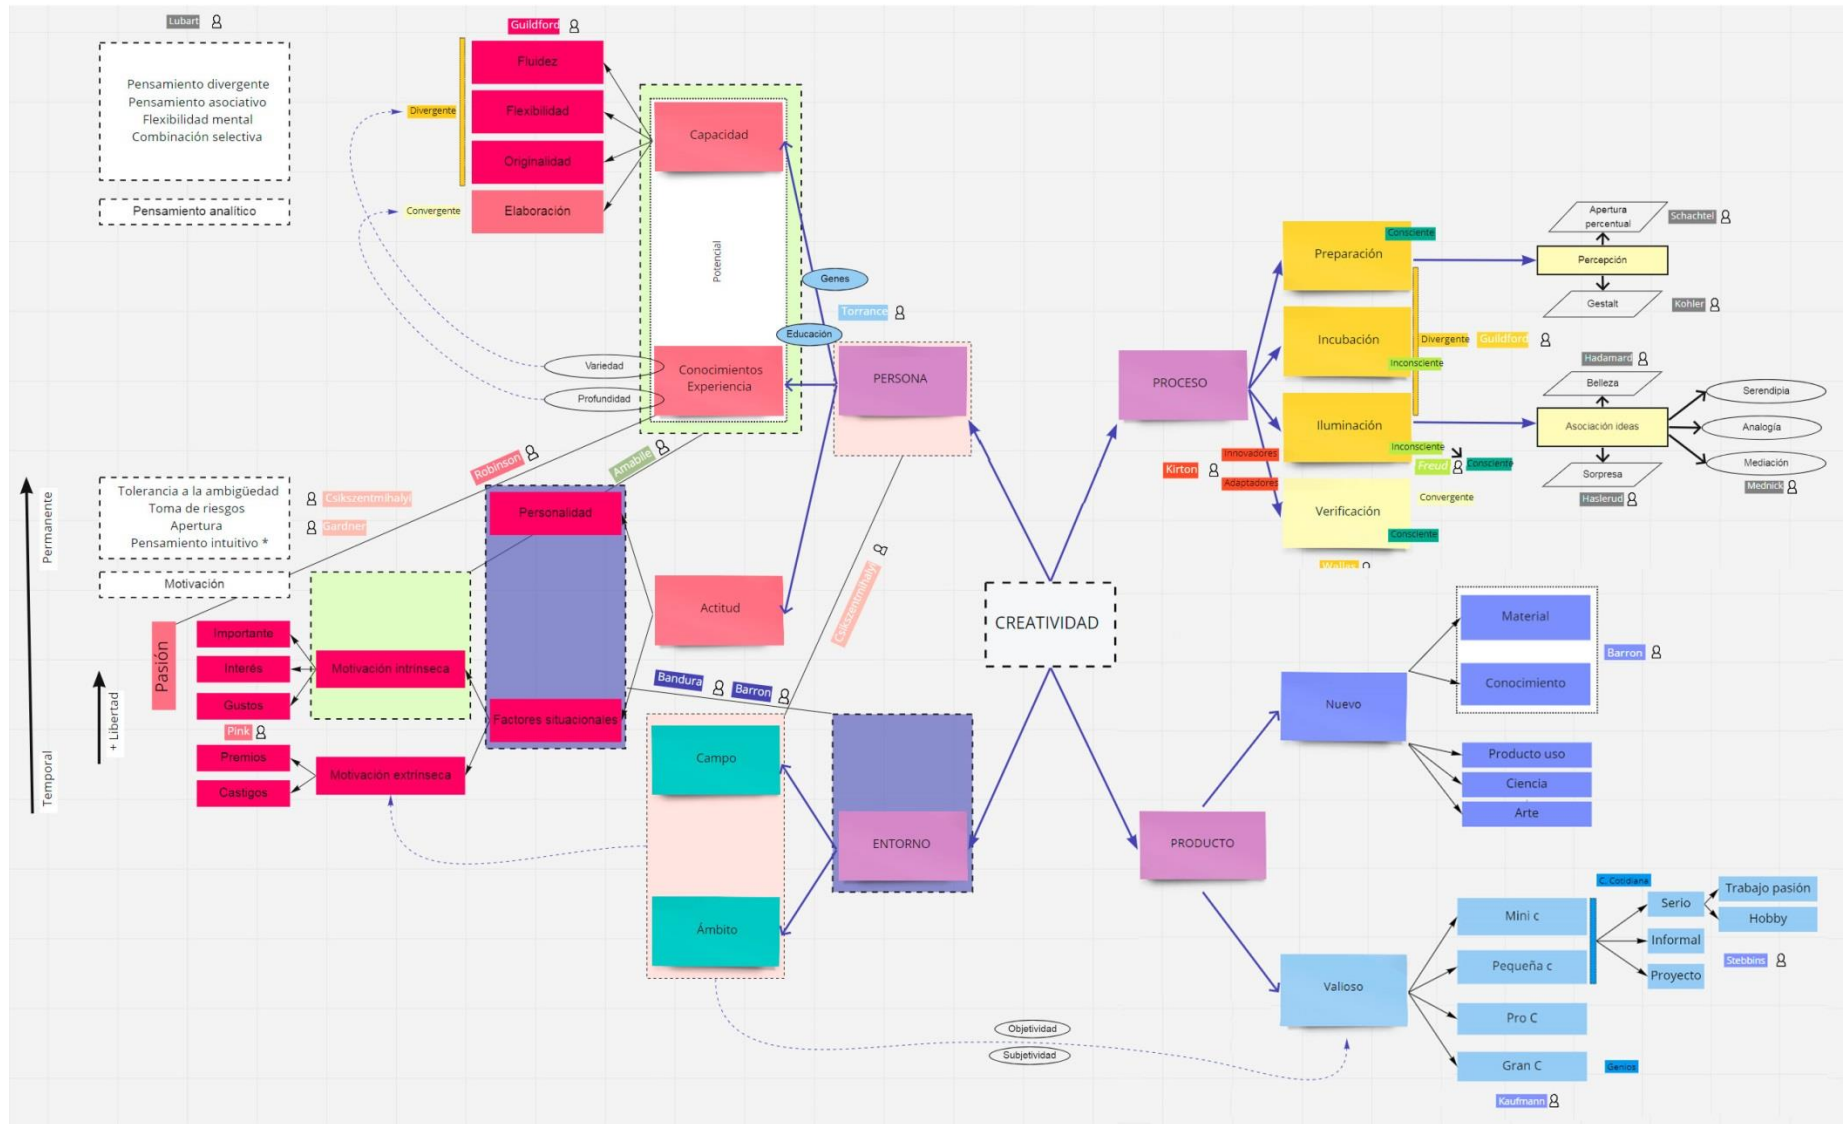 Lubart
Pensamiento divergente
Pensamiento asociativo
Flexibilidad mental
Combinación selectiva
Pensamiento analítico
Guildford
Fluidez
Flexibilidad
Originalidad
Elaboración
Divergente
Convergente
Capacidad
Potencial
Conocimientos
Experiencia
Variedad
Profundidad
Genes
Educación
Torrance
PERSONA
Robinson
Amabile
Csikszentmihalyi
Permanente
Temporal
+ Libertad
Tolerancia a la ambigüedad
Toma de riesgos
Apertura
Pensamiento intuitivo *
Csikszentmihalyi
Gardner
Motivación
Pasión
Importante
Interés
Gustos
Pink
Premios
Castigos
Motivación intrínseca
Motivación extrínseca
Personalidad
Factores situacionales
Actitud
Bandura
Barron
Campo
Ámbito
ENTORNO
CREATIVIDAD
PROCESO
Preparación
Consciente
Incubación
Inconsciente
Iluminación
Inconsciente
Freud
Consciente
Verificación
Consciente
Convergente
Divergente
Guildford
Kirton
Innovadores
Adaptadores
Wallas
Apertura
percentual
Schachtel
Percepción
Gestalt
Kohler
Hadamard
Belleza
Asociación ideas
Sorpresa
Haslerud
Serendipia
Analogía
Mediación
Mednick
PRODUCTO
Nuevo
Material
Conocimiento
Barron
Producto uso
Ciencia
Arte
Valioso
Mini c
Pequeña c
Pro C
Gran C
C. Cotidiana
Genios
Kaufmann
Serio
Informal
Proyecto
Trabajo pasión
Hobby
Stebbins
Objetividad
Subjetividad